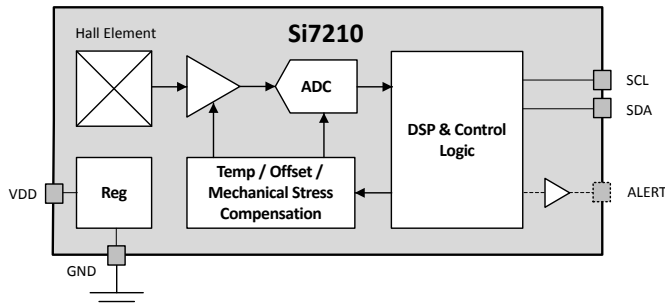 Si7210
Hall Element
ADC
SCL
SDA
DSP & Control
Logic
Temp / Offset /
Mechanical Stress
Compensation
Reg
VDD
ALERT
GND